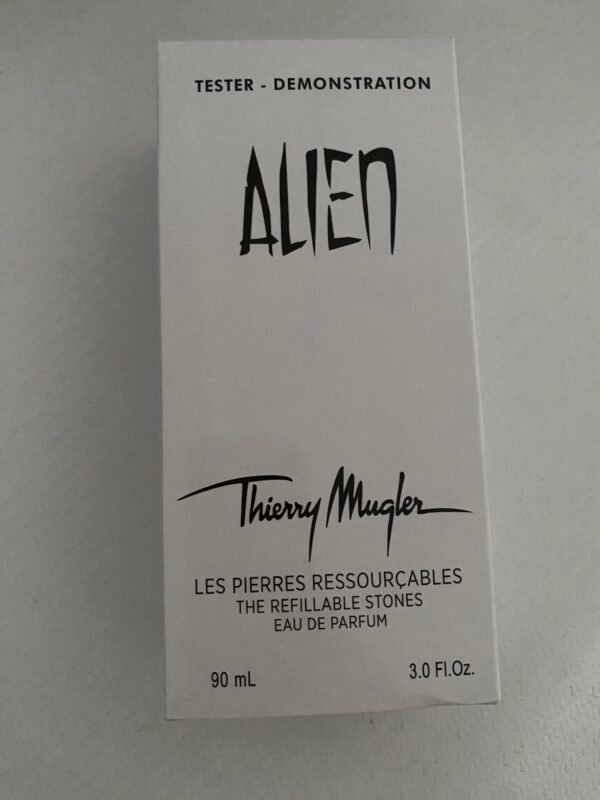 TESTER - DEMONSTRATION
ALIEN
Thierry Mugler
LES PIERRES RESSOURÇABLES
THE REFILLABLE STONES
EAU DE PARFUM
90 mL 3.0 Fl.Oz.